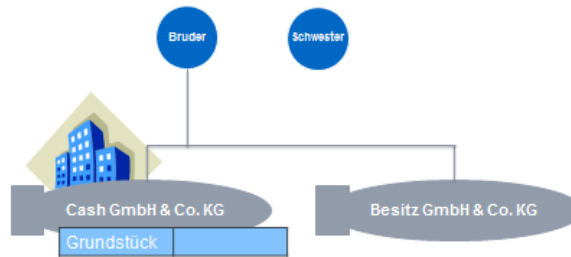 Bruder
Schwester
Cash GmbH & Co. KG
Besitz GmbH & Co. KG
Grundstück